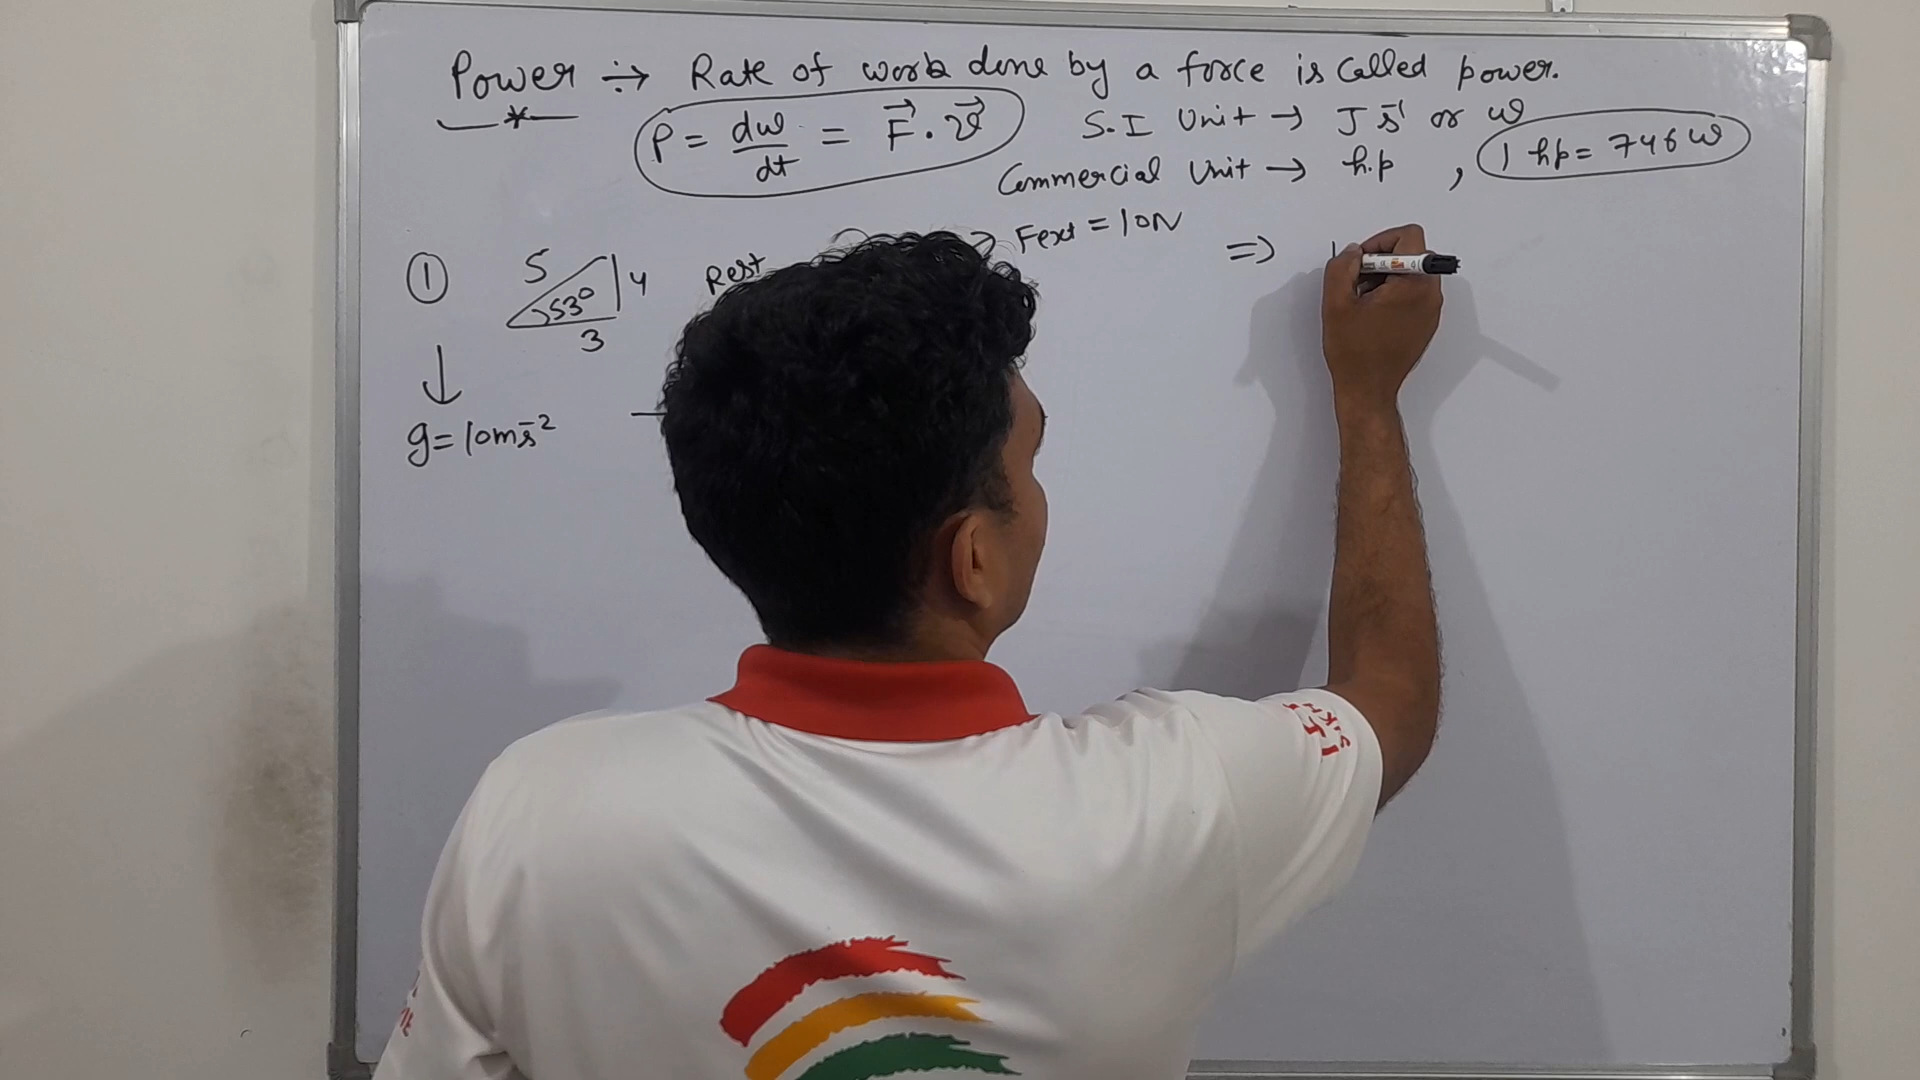 Power ÷→ Rate of work done by a force is called power.
P = dw/dt = F⃗ . v⃗
S.I Unit → J s⁻¹ or w
Commercial Unit → h.p , 1 hp = 746 w
① 5 53° 4 3
Rest
Fext = 10N ⇒
↓
g = 10ms⁻²